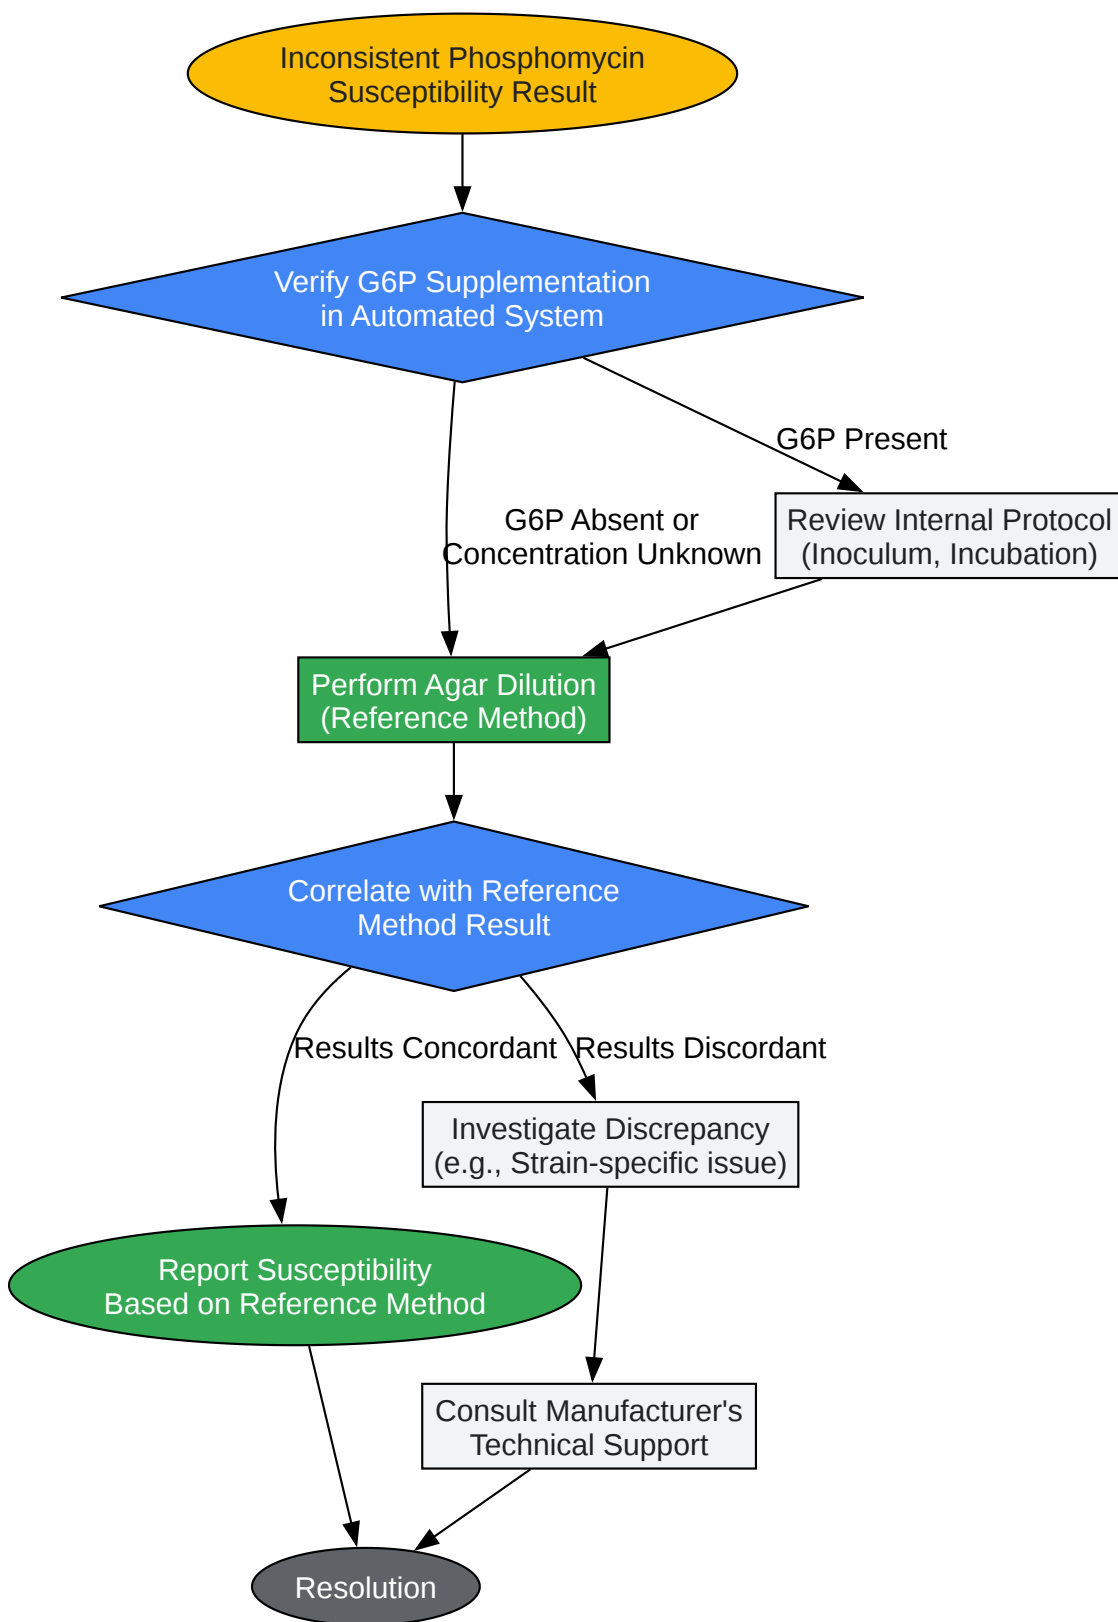 Inconsistent Phosphomycin
Susceptibility Result
Verify G6P Supplementation
in Automated System
G6P Present
G6P Absent or
Concentration Unknown
Review Internal Protocol
(Inoculum, Incubation)
Perform Agar Dilution
(Reference Method)
Correlate with Reference
Method Result
Results Concordant
Results Discordant
Investigate Discrepancy
(e.g., Strain-specific issue)
Report Susceptibility
Based on Reference Method
Consult Manufacturer's
Technical Support
Resolution